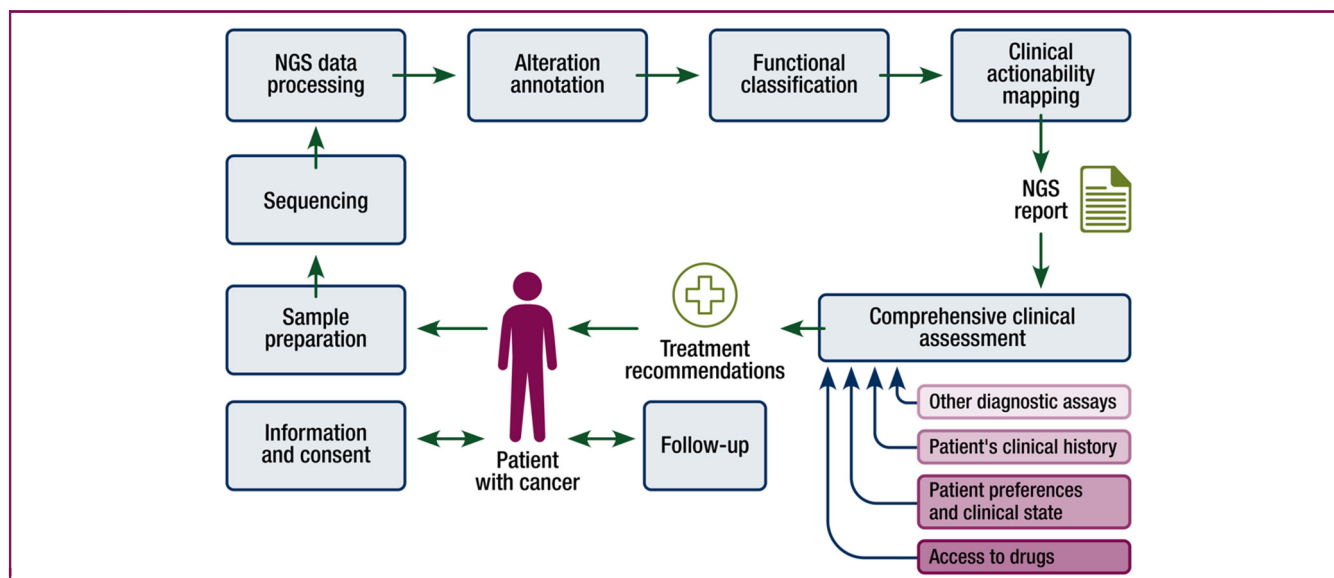 NGS data
processing
Alteration
annotation
Functional
classification
Clinical
actionability
mapping
Sequencing
NGS
report
Sample
preparation
Treatment
recommendations
Comprehensive clinical
assessment
Other diagnostic assays
Patient's clinical history
Patient preferences
and clinical state
Access to drugs
Information
and consent
Patient
with cancer
Follow-up